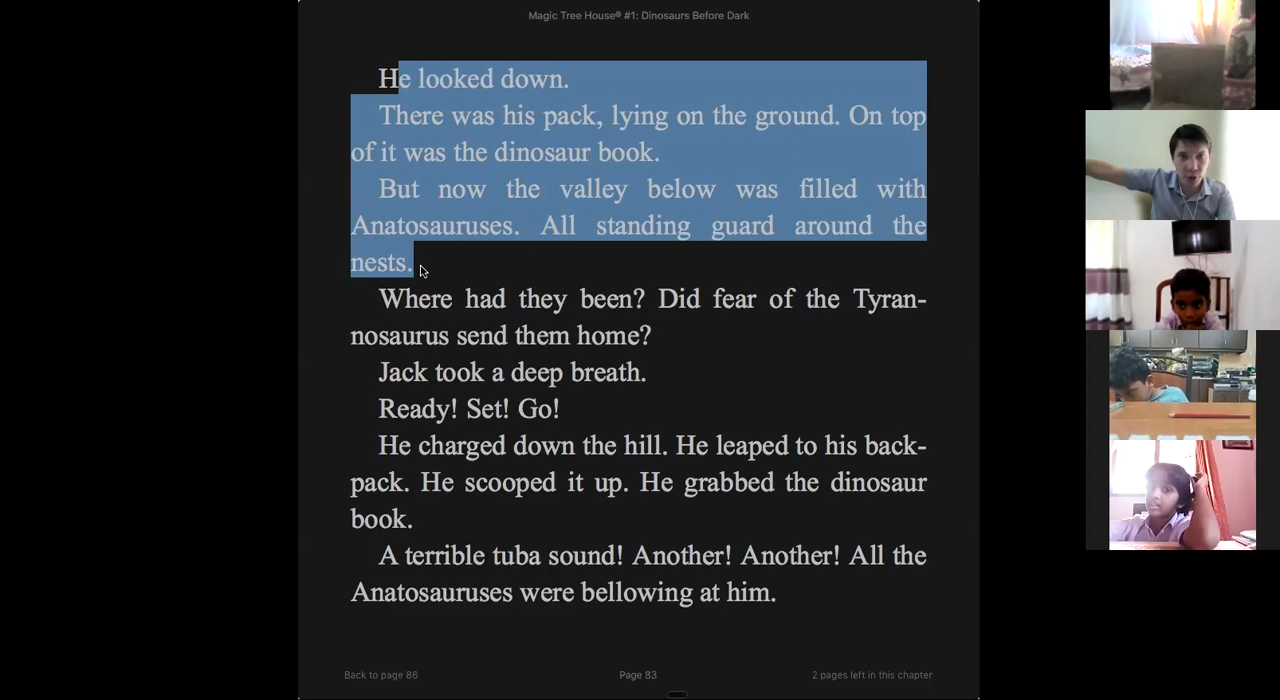 Magic Tree House® #1: Dinosaurs Before Dark
He looked down.
There was his pack, lying on the ground. On top
of it was the dinosaur book.
But now the valley below was filled with
Anatosauruses. All standing guard around the
nests.
Where had they been? Did fear of the Tyran-
nosaurus send them home?
Jack took a deep breath.
Ready! Set! Go!
He charged down the hill. He leaped to his back-
pack. He scooped it up. He grabbed the dinosaur
book.
A terrible tuba sound! Another! Another! All the
Anatosauruses were bellowing at him.
Back to page 86
Page 83
2 pages left in this chapter